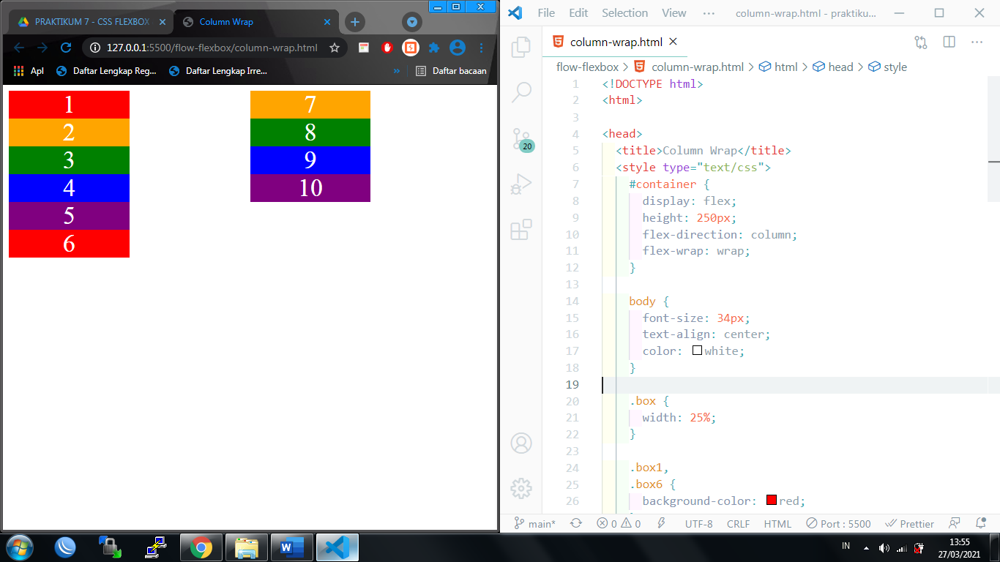 PRAKTIKUM 7 - CSS FLEXBOX
Column Wrap
127.0.0.1:5500/flow-flexbox/column-wrap.html
Apl
Daftar Lengkap Reg...
Daftar Lengkap Irre...
»
Daftar bacaan
1
2
3
4
5
6
7
8
9
10
File Edit Selection View ··· column-wrap.html - praktiku...
column-wrap.html
flow-flexbox > column-wrap.html > html > head > style
20
1 <!DOCTYPE html>
2 <html>
3
4 <head>
5 <title>Column Wrap</title>
6 <style type="text/css">
7 #container {
8 display: flex;
9 height: 250px;
10 flex-direction: column;
11 flex-wrap: wrap;
12 }
13
14 body {
15 font-size: 34px;
16 text-align: center;
17 color: white;
18 }
19
20 .box {
21 width: 25%;
22 }
23
24 .box1,
25 .box6 {
26 background-color: red;
main* 0 0 UTF-8 CRLF HTML Port : 5500 Prettier
IN
13:55
27/03/2021